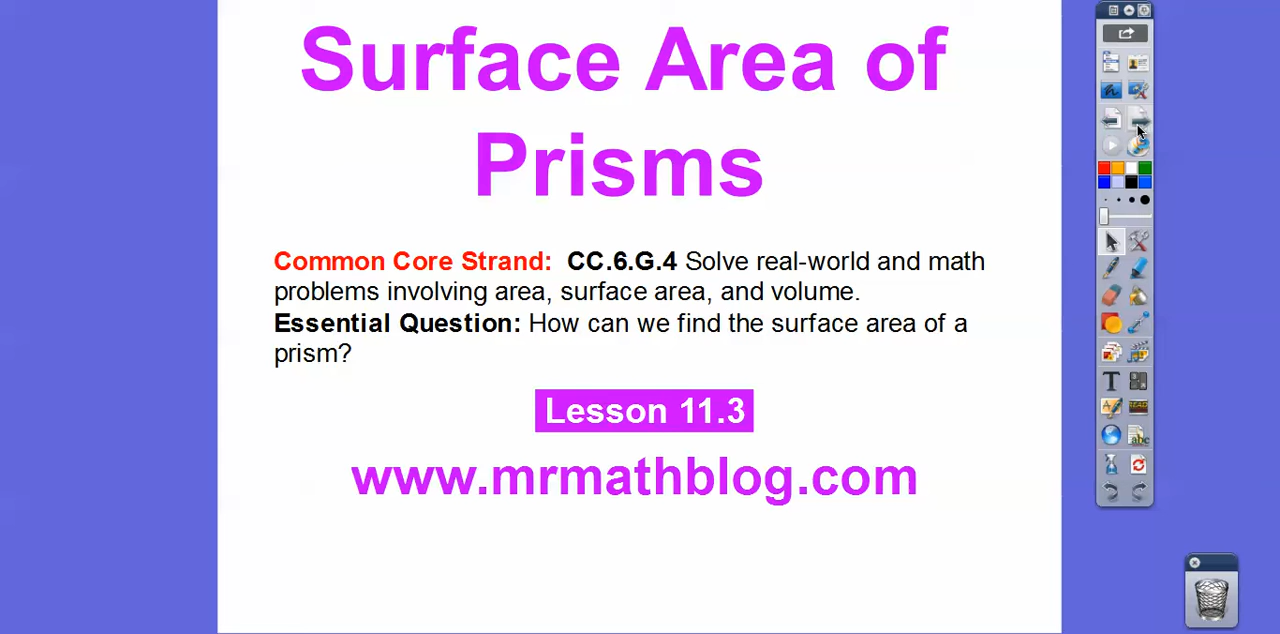 Surface Area of
Prisms
Common Core Strand: CC.6.G.4 Solve real-world and math
problems involving area, surface area, and volume.
Essential Question: How can we find the surface area of a
prism?
Lesson 11.3
www.mrmathblog.com